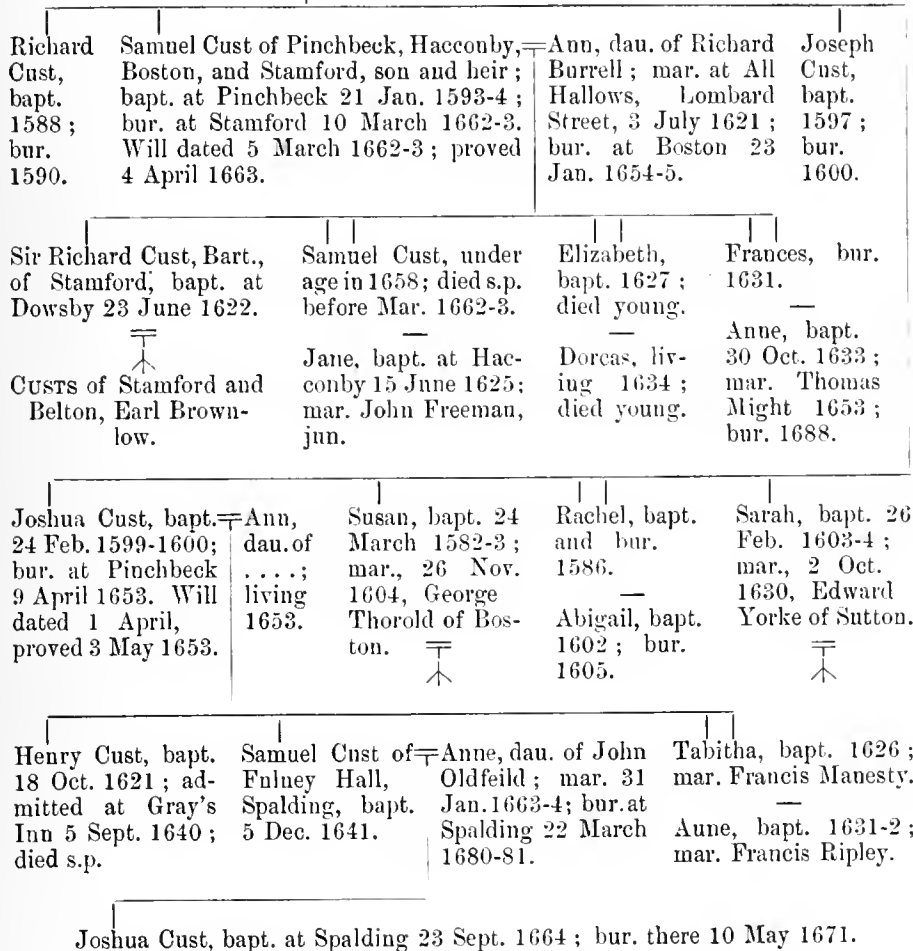 Richard
Cust,
bapt.
1588 ;
bur.
1590.
Samuel Cust of Pinchbeck, Hacconby,
Boston, and Stamford, son and heir ;
bapt. at Pinchbeck 21 Jan. 1593-4 ;
bur. at Stamford 10 March 1662-3.
Will dated 5 March 1662-3 ; proved
4 April 1663.
Ann, dau. of Richard
Burrell ; mar. at All
Hallows, Lombard
Street, 3 July 1621 ;
bur. at Boston 23
Jan. 1654-5.
Joseph
Cust,
bapt.
1597 ;
bur.
1600.
Sir Richard Cust, Bart.,
of Stamford, bapt. at
Dowsby 23 June 1622.
CUSTS of Stamford and
Belton, Earl Brown-
low.
Samuel Cust, under
age in 1658 ; died s.p.
before Mar. 1662-3.
—
Jane, bapt. at Hac-
conby 15 June 1625 ;
mar. John Freeman,
jun.
Elizabeth,
bapt. 1627 ;
died young.
—
Dorcas, liv-
ing 1634 ;
died young.
Frances, bur.
1631.
—
Anne, bapt.
30 Oct. 1633 ;
mar. Thomas
Might 1653 ;
bur. 1688.
Joshua Cust, bapt.
24 Feb. 1599-1600 ;
bur. at Pinchbeck
9 April 1653. Will
dated 1 April,
proved 3 May 1653.
Ann,
dau. of
. . . . ;
living
1653.
Susan, bapt. 24
March 1582-3 ;
mar., 26 Nov.
1604, George
Thorold of Bos-
ton.
Rachel, bapt.
and bur.
1586.
—
Abigail, bapt.
1602 ; bur.
1605.
Sarah, bapt. 26
Feb. 1603-4 ;
mar., 2 Oct.
1630, Edward
Yorke of Sutton.
Henry Cust, bapt.
18 Oct. 1621 ; ad-
mitted at Gray's
Inn 5 Sept. 1640 ;
died s.p.
Samuel Cust of
Fulney Hall,
Spalding, bapt.
5 Dec. 1641.
Anne, dau. of John
Oldfeild ; mar. 31
Jan. 1663-4 ; bur. at
Spalding 22 March
1680-81.
Tabitha, bapt. 1626 ;
mar. Francis Manesty.
—
Anne, bapt. 1631-2 ;
mar. Francis Ripley.
Joshua Cust, bapt. at Spalding 23 Sept. 1664 ; bur. there 10 May 1671.